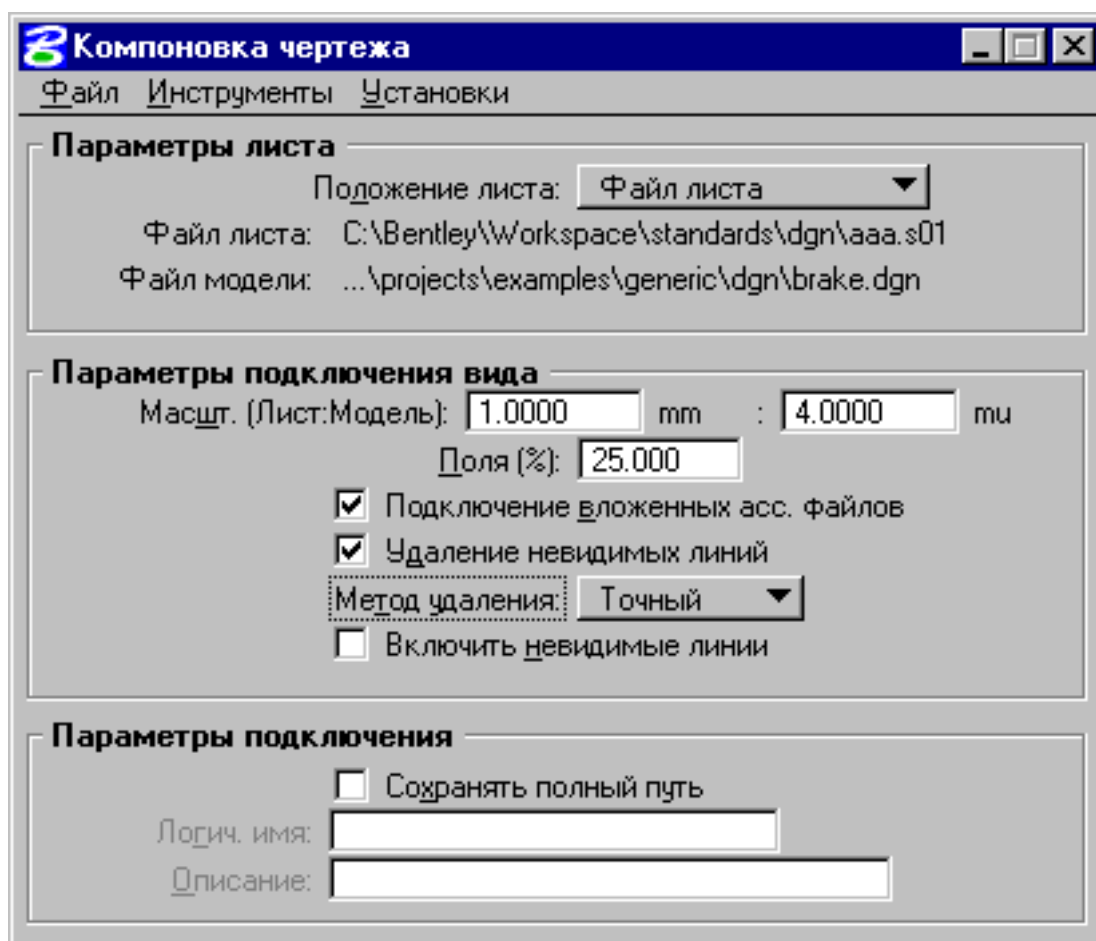 Компоновка чертежа
Файл Инструменты Установки
Параметры листа
Положение листа: Файл листа
Файл листа: C:\Bentley\Workspace\standards\dgn\aaa.s01
Файл модели: ...\projects\examples\generic\dgn\brake.dgn
Параметры подключения вида
Масшт. (Лист:Модель): 1.0000 mm : 4.0000 mu
Поля (%): 25.000
Подключение вложенных асс. файлов
Удаление невидимых линий
Метод удаления: Точный
Включить невидимые линии
Параметры подключения
Сохранять полный путь
Логич. имя:
Описание: